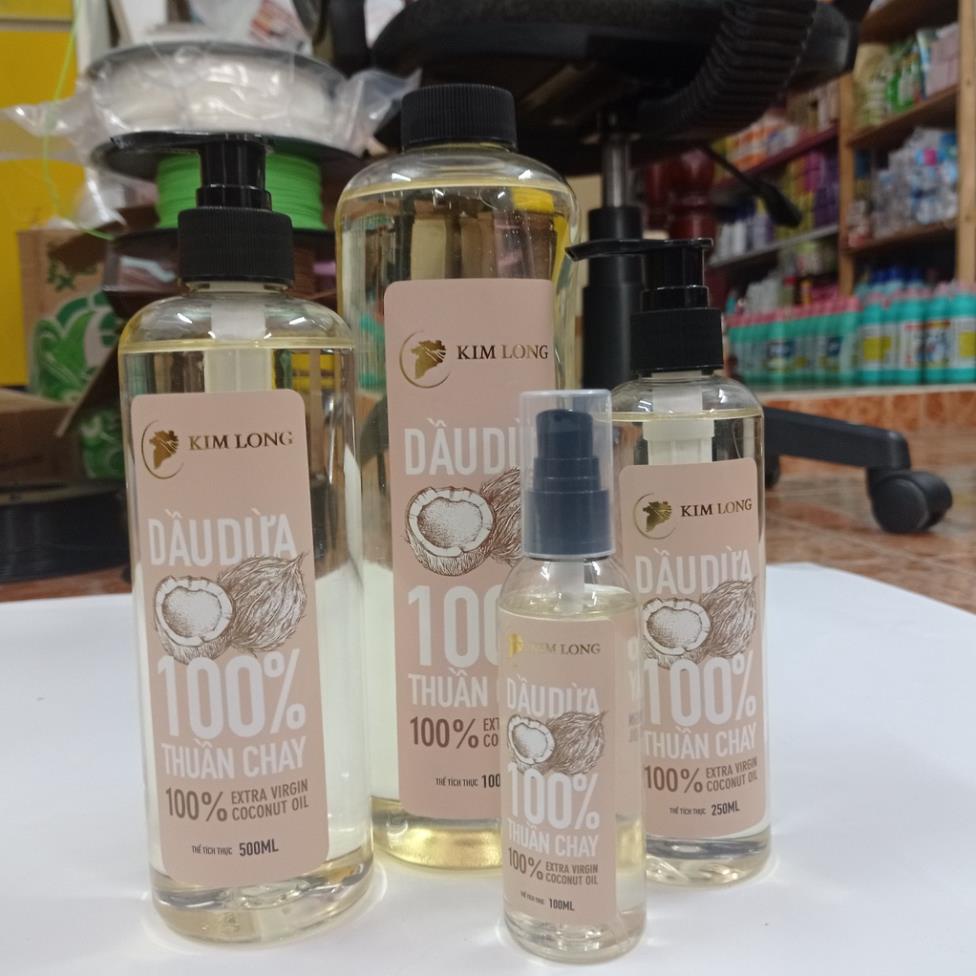 KIM LONG
DẦU DỪA
100%
THUẦN CHAY
100% EXTRA VIRGIN
COCONUT OIL
THỂ TÍCH THỰC 500ML
KIM LONG
DẦU
100
THUẦN
100%
THỂ TÍCH THỰC
KIM LONG
DẦU DỪA
100%
THUẦN CHAY
100% EXTRA VIRGIN
COCONUT OIL
THỂ TÍCH THỰC 100ML
KIM LONG
DẦU DỪA
100%
THUẦN CHAY
100% EXTRA VIRGIN
COCONUT OIL
THỂ TÍCH THỰC 250ML